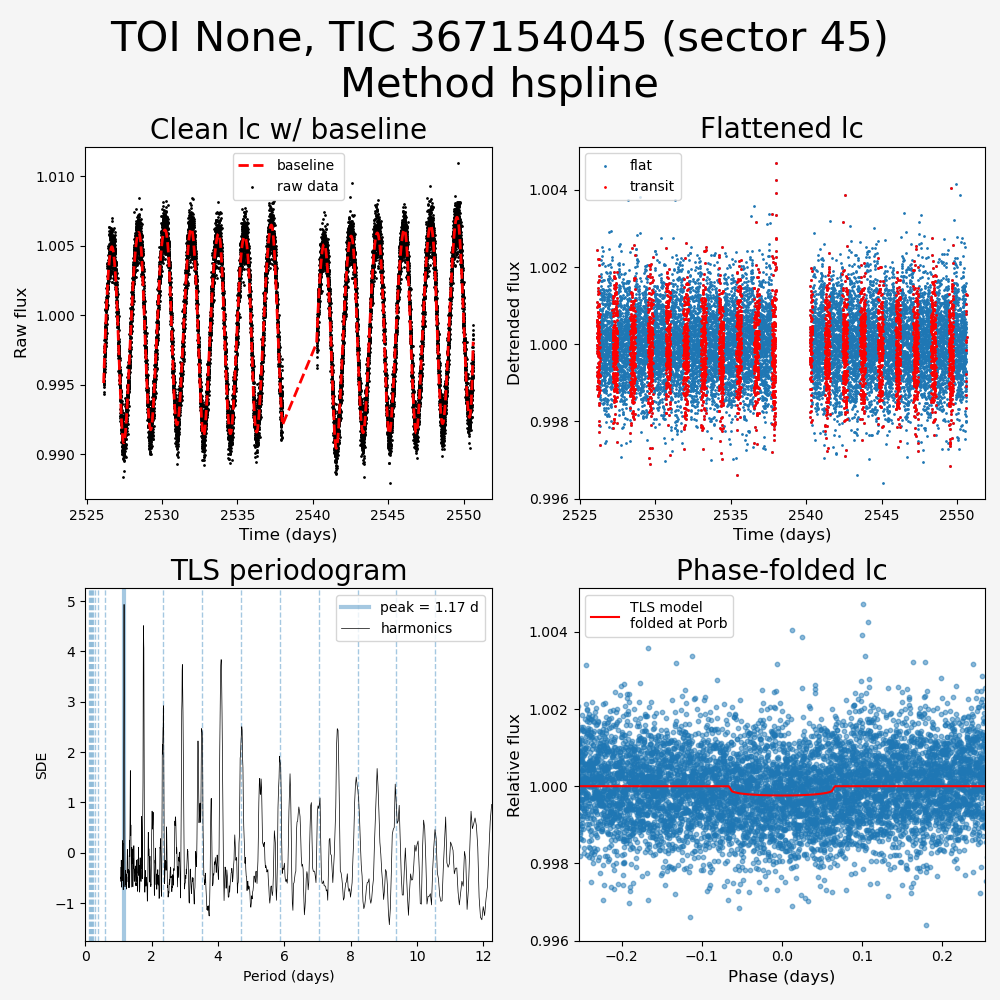 TOI None, TIC 367154045 (sector 45)
Method hspline
Clean lc w/ baseline
Raw flux
1.010
1.005
1.000
0.995
0.990
baseline
raw data
2525 2530 2535 2540 2545 2550
Time (days)
Flattened lc
Detrended flux
1.004
1.002
1.000
0.998
0.996
flat
transit
2525 2530 2535 2540 2545 2550
Time (days)
TLS periodogram
SDE
5
4
3
2
1
0
−1
peak = 1.17 d
harmonics
0 2 4 6 8 10 12
Period (days)
Phase-folded lc
Relative flux
1.004
1.002
1.000
0.998
0.996
TLS model
folded at Porb
−0.2 −0.1 0.0 0.1 0.2
Phase (days)